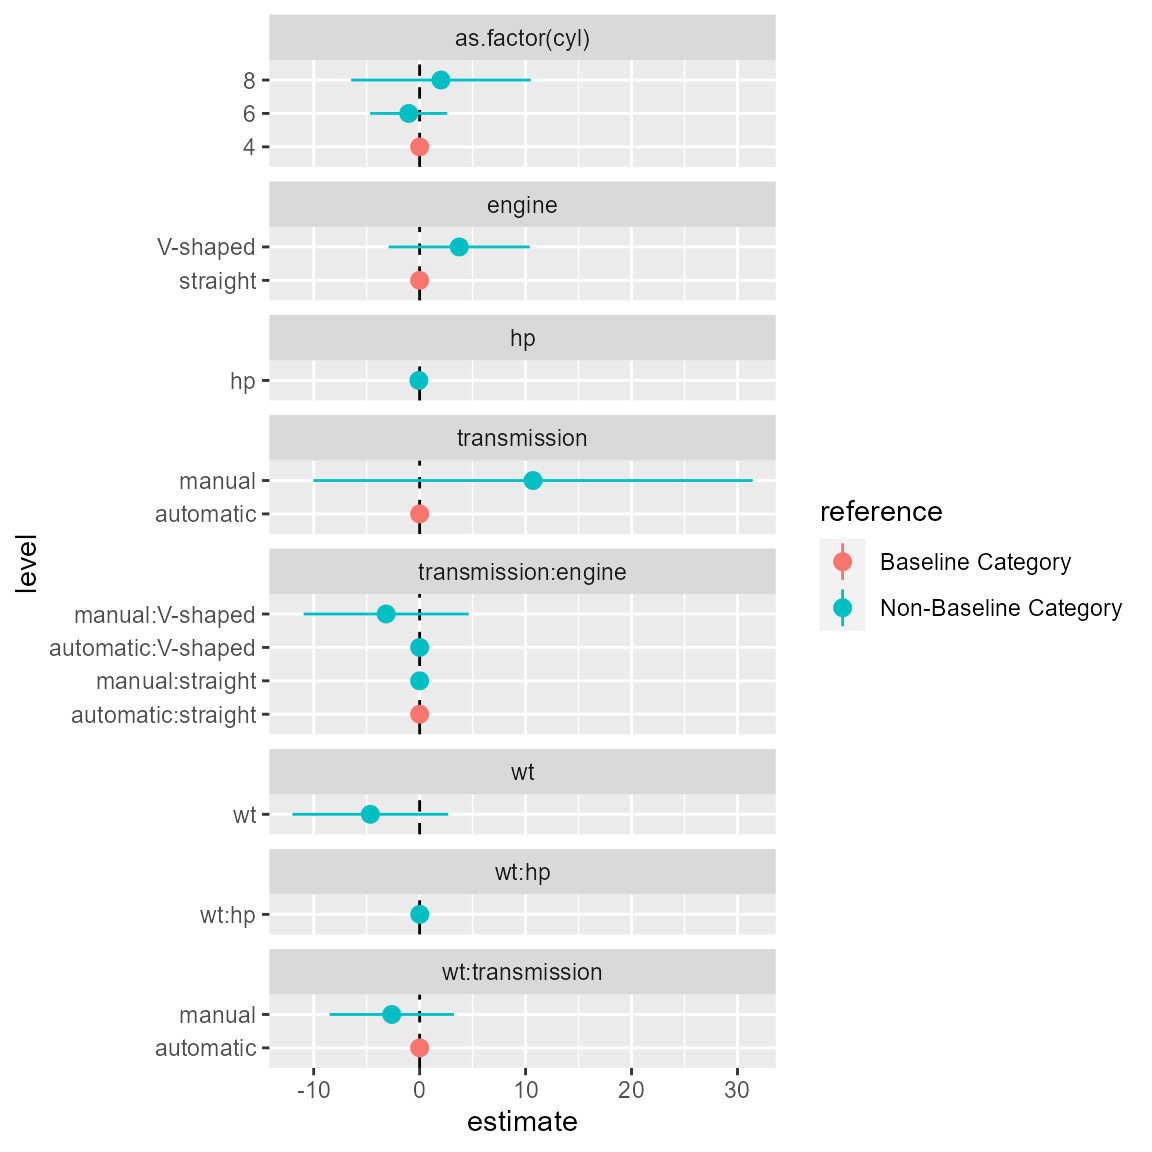 as.factor(cyl)
8
6
4
engine
V-shaped
straight
hp
hp
transmission
manual
automatic
transmission:engine
manual:V-shaped
automatic:V-shaped
manual:straight
automatic:straight
wt
wt
wt:hp
wt:hp
wt:transmission
manual
automatic
-10 0 10 20 30
estimate
level
reference
Baseline Category
Non-Baseline Category